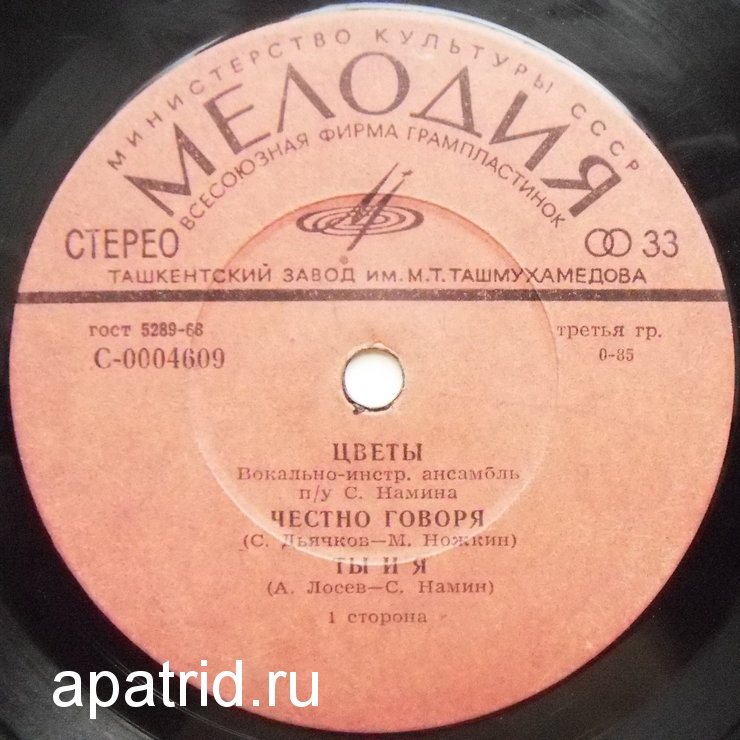 МИНИСТЕРСТВО КУЛЬТУРЫ СССР
МЕЛОДИЯ
ВСЕСОЮЗНАЯ ФИРМА ГРАМПЛАСТИНОК
СТЕРЕО 33
ТАШКЕНТСКИЙ ЗАВОД ИМ. М.Т. ТАШМУХАМЕДОВА
гост 5289-68 третья гр.
С-0004609 0-85
ЦВЕТЫ
Вокально-инстр. ансамбль
п/у С. Намина
ЧЕСТНО ГОВОРЯ
(С. Дьячков—М. Ножкин)
ТЫ И Я
(А. Лосев—С. Намин)
1 сторона
apatrid.ru